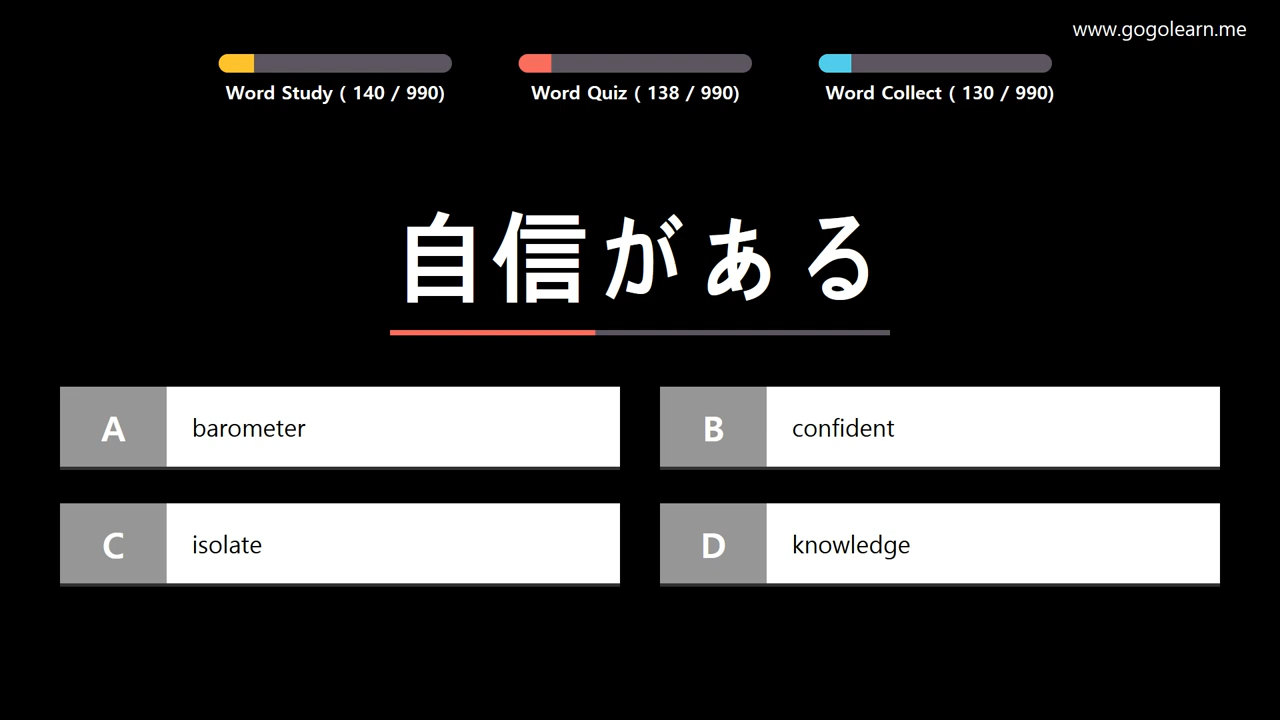 www.gogolearn.me
Word Study ( 140 / 990)
Word Quiz ( 138 / 990)
Word Collect ( 130 / 990)
自信がある
A
barometer
B
confident
C
isolate
D
knowledge